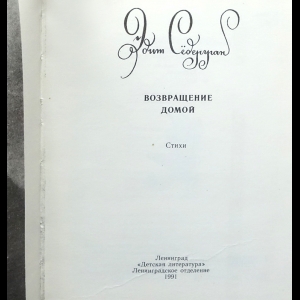 Эдит Сёдергран
ВОЗВРАЩЕНИЕ
ДОМОЙ
Стихи
Ленинград
«Детская литература»
Ленинградское отделение
1991